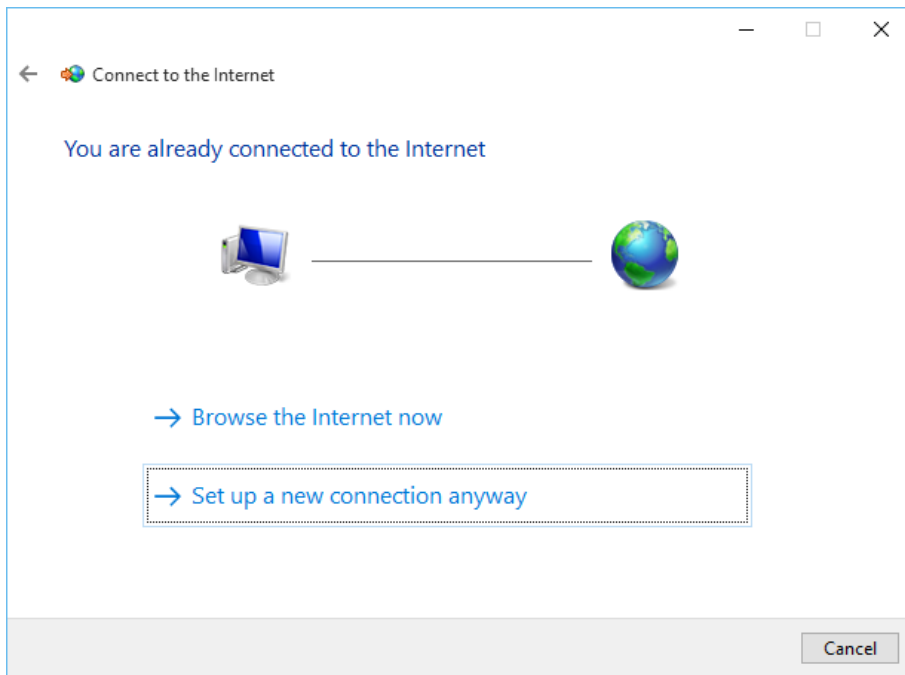 Connect to the Internet
You are already connected to the Internet
Browse the Internet now
Set up a new connection anyway
Cancel